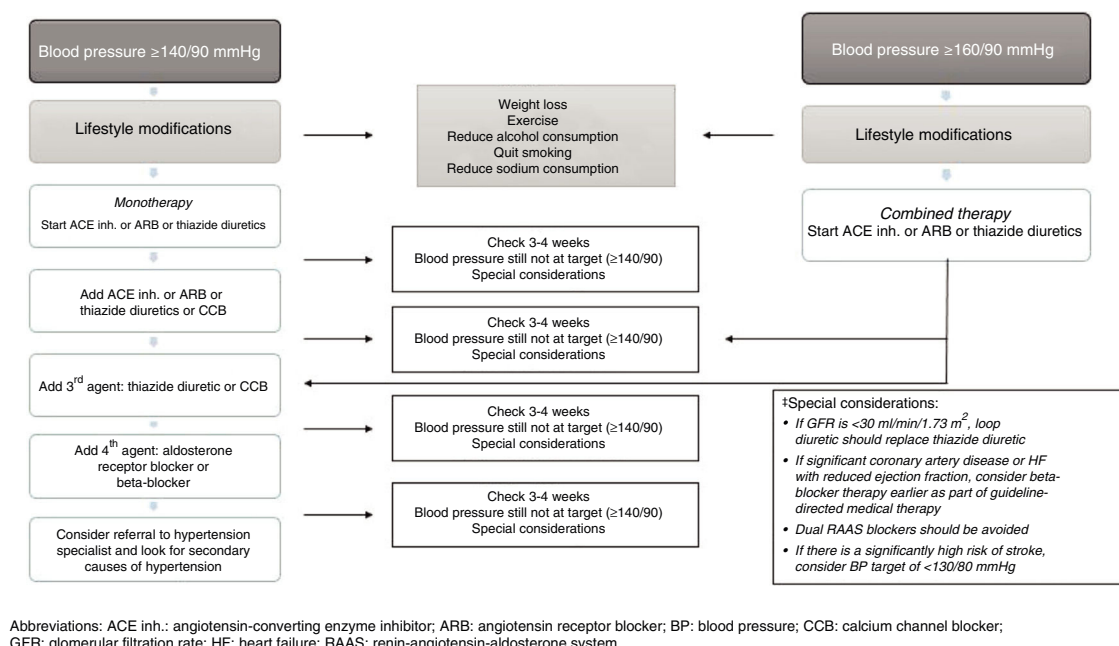 Blood pressure ≥140/90 mmHg
Lifestyle modifications
Monotherapy
Start ACE inh. or ARB or thiazide diuretics
Add ACE inh. or ARB or
thiazide diuretics or CCB
Add 3rd agent: thiazide diuretic or CCB
Add 4th agent: aldosterone
receptor blocker or
beta-blocker
Consider referral to hypertension
specialist and look for secondary
causes of hypertension
Weight loss
Exercise
Reduce alcohol consumption
Quit smoking
Reduce sodium consumption
Check 3-4 weeks
Blood pressure still not at target (≥140/90)
Special considerations
Check 3-4 weeks
Blood pressure still not at target (≥140/90)
Special considerations
Check 3-4 weeks
Blood pressure still not at target (≥140/90)
Special considerations
Check 3-4 weeks
Blood pressure still not at target (≥140/90)
Special considerations
Blood pressure ≥160/90 mmHg
Lifestyle modifications
Combined therapy
Start ACE inh. or ARB or thiazide diuretics
‡Special considerations:
• If GFR is <30 ml/min/1.73 m², loop
diuretic should replace thiazide diuretic
• If significant coronary artery disease or HF
with reduced ejection fraction, consider beta-
blocker therapy earlier as part of guideline-
directed medical therapy
• Dual RAAS blockers should be avoided
• If there is a significantly high risk of stroke,
consider BP target of <130/80 mmHg
Abbreviations: ACE inh.: angiotensin-converting enzyme inhibitor; ARB: angiotensin receptor blocker; BP: blood pressure; CCB: calcium channel blocker;
GFR: glomerular filtration rate; HF: heart failure; RAAS: renin-angiotensin-aldosterone system